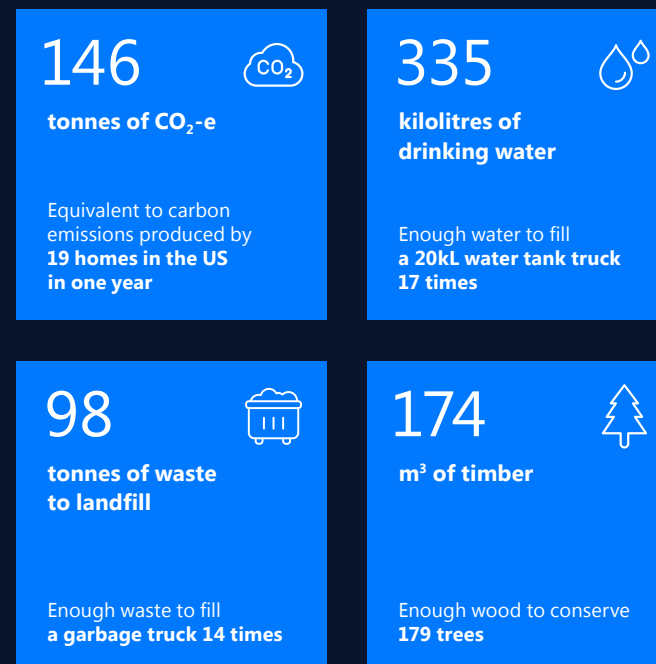 146
CO₂
tonnes of CO₂-e
Equivalent to carbon
emissions produced by
19 homes in the US
in one year
335
kilolitres of
drinking water
Enough water to fill
a 20kL water tank truck
17 times
98
tonnes of waste
to landfill
Enough waste to fill
a garbage truck 14 times
174
m³ of timber
Enough wood to conserve
179 trees